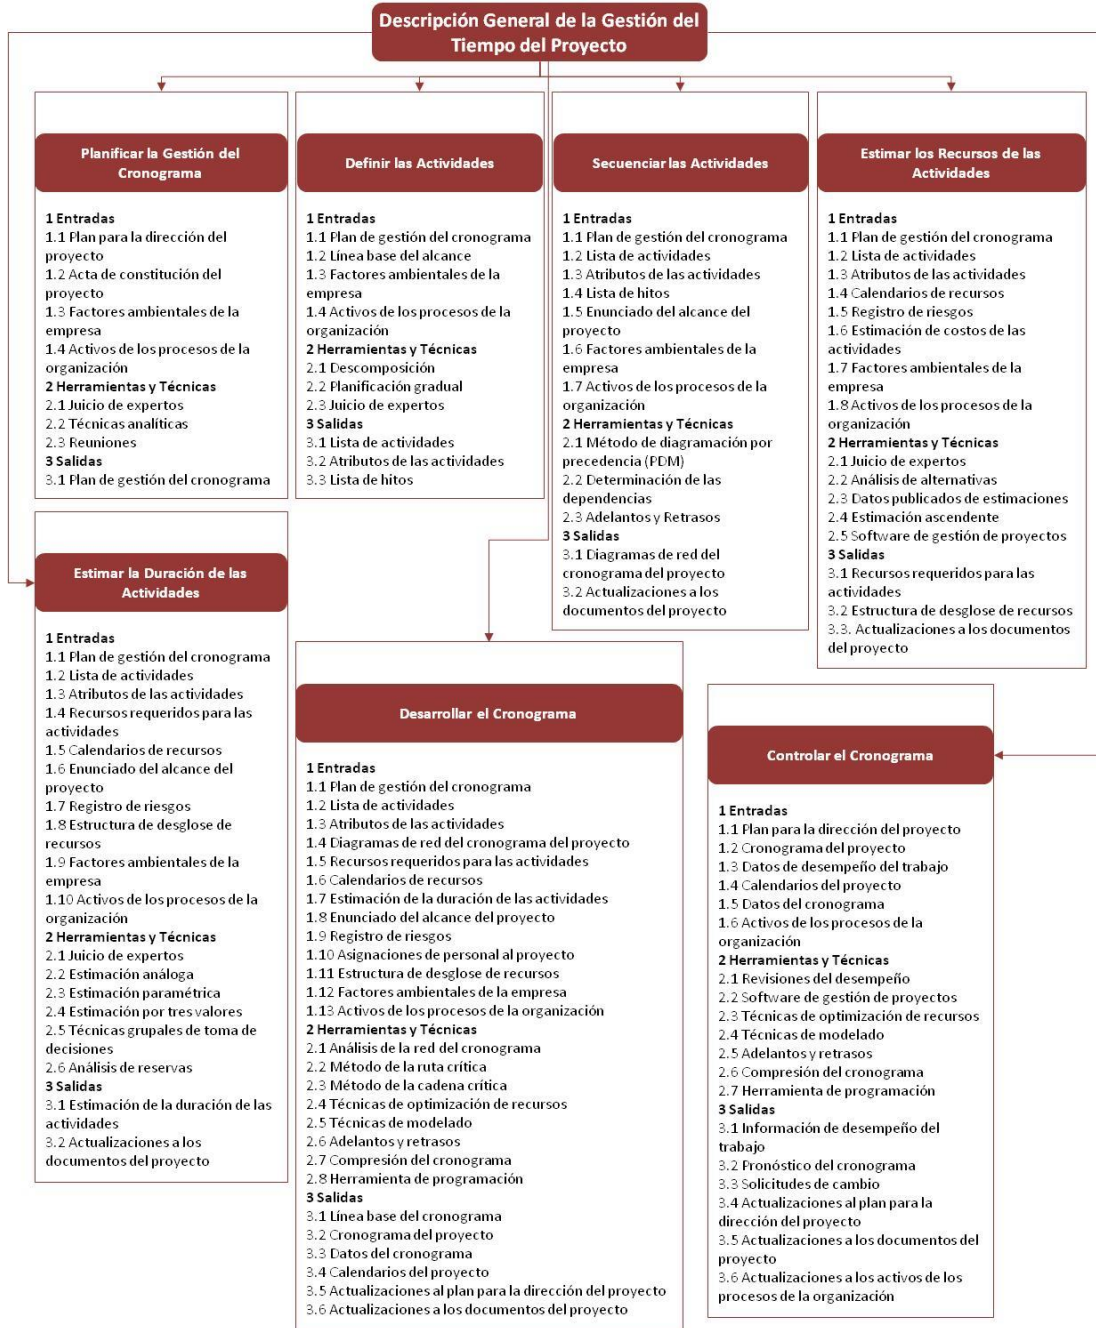 Descripción General de la Gestión del
Tiempo del Proyecto
Planificar la Gestión del
Cronograma
1 Entradas
1.1 Plan para la dirección del
proyecto
1.2 Acta de constitución del
proyecto
1.3 Factores ambientales de la
empresa
1.4 Activos de los procesos de la
organización
2 Herramientas y Técnicas
2.1 Juicio de expertos
2.2 Técnicas analíticas
2.3 Reuniones
3 Salidas
3.1 Plan de gestión del cronograma
Definir las Actividades
1 Entradas
1.1 Plan de gestión del cronograma
1.2 Línea base del alcance
1.3 Factores ambientales de la
empresa
1.4 Activos de los procesos de la
organización
2 Herramientas y Técnicas
2.1 Descomposición
2.2 Planificación gradual
2.3 Juicio de expertos
3 Salidas
3.1 Lista de actividades
3.2 Atributos de las actividades
3.3 Lista de hitos
Secuenciar las Actividades
1 Entradas
1.1 Plan de gestión del cronograma
1.2 Lista de actividades
1.3 Atributos de las actividades
1.4 Lista de hitos
1.5 Enunciado del alcance del
proyecto
1.6 Factores ambientales de la
empresa
1.7 Activos de los procesos de la
organización
2 Herramientas y Técnicas
2.1 Método de diagramación por
precedencia (PDM)
2.2 Determinación de las
dependencias
2.3 Adelantos y Retrasos
3 Salidas
3.1 Diagramas de red del
cronograma del proyecto
3.2 Actualizaciones a los
documentos del proyecto
Estimar los Recursos de las
Actividades
1 Entradas
1.1 Plan de gestión del cronograma
1.2 Lista de actividades
1.3 Atributos de las actividades
1.4 Calendarios de recursos
1.5 Registro de riesgos
1.6 Estimación de costos de las
actividades
1.7 Factores ambientales de la
empresa
1.8 Activos de los procesos de la
organización
2 Herramientas y Técnicas
2.1 Juicio de expertos
2.2 Análisis de alternativas
2.3 Datos publicados de estimaciones
2.4 Estimación ascendente
2.5 Software de gestión de proyectos
3 Salidas
3.1 Recursos requeridos para las
actividades
3.2 Estructura de desglose de recursos
3.3. Actualizaciones a los documentos
del proyecto
Estimar la Duración de las
Actividades
1 Entradas
1.1 Plan de gestión del cronograma
1.2 Lista de actividades
1.3 Atributos de las actividades
1.4 Recursos requeridos para las
actividades
1.5 Calendarios de recursos
1.6 Enunciado del alcance del
proyecto
1.7 Registro de riesgos
1.8 Estructura de desglose de
recursos
1.9 Factores ambientales de la
empresa
1.10 Activos de los procesos de la
organización
2 Herramientas y Técnicas
2.1 Juicio de expertos
2.2 Estimación análoga
2.3 Estimación paramétrica
2.4 Estimación por tres valores
2.5 Técnicas grupales de toma de
decisiones
2.6 Análisis de reservas
3 Salidas
3.1 Estimación de la duración de las
actividades
3.2 Actualizaciones a los
documentos del proyecto
Desarrollar el Cronograma
1 Entradas
1.1 Plan de gestión del cronograma
1.2 Lista de actividades
1.3 Atributos de las actividades
1.4 Diagramas de red del cronograma del proyecto
1.5 Recursos requeridos para las actividades
1.6 Calendarios de recursos
1.7 Estimación de la duración de las actividades
1.8 Enunciado del alcance del proyecto
1.9 Registro de riesgos
1.10 Asignaciones de personal al proyecto
1.11 Estructura de desglose de recursos
1.12 Factores ambientales de la empresa
1.13 Activos de los procesos de la organización
2 Herramientas y Técnicas
2.1 Análisis de la red del cronograma
2.2 Método de la ruta crítica
2.3 Método de la cadena crítica
2.4 Técnicas de optimización de recursos
2.5 Técnicas de modelado
2.6 Adelantos y retrasos
2.7 Compresión del cronograma
2.8 Herramienta de programación
3 Salidas
3.1 Línea base del cronograma
3.2 Cronograma del proyecto
3.3 Datos del cronograma
3.4 Calendarios del proyecto
3.5 Actualizaciones al plan para la dirección del proyecto
3.6 Actualizaciones a los documentos del proyecto
Controlar el Cronograma
1 Entradas
1.1 Plan para la dirección del proyecto
1.2 Cronograma del proyecto
1.3 Datos de desempeño del trabajo
1.4 Calendarios del proyecto
1.5 Datos del cronograma
1.6 Activos de los procesos de la
organización
2 Herramientas y Técnicas
2.1 Revisiones del desempeño
2.2 Software de gestión de proyectos
2.3 Técnicas de optimización de recursos
2.4 Técnicas de modelado
2.5 Adelantos y retrasos
2.6 Compresión del cronograma
2.7 Herramienta de programación
3 Salidas
3.1 Información de desempeño del
trabajo
3.2 Pronóstico del cronograma
3.3 Solicitudes de cambio
3.4 Actualizaciones al plan para la
dirección del proyecto
3.5 Actualizaciones a los documentos del
proyecto
3.6 Actualizaciones a los activos de los
procesos de la organización